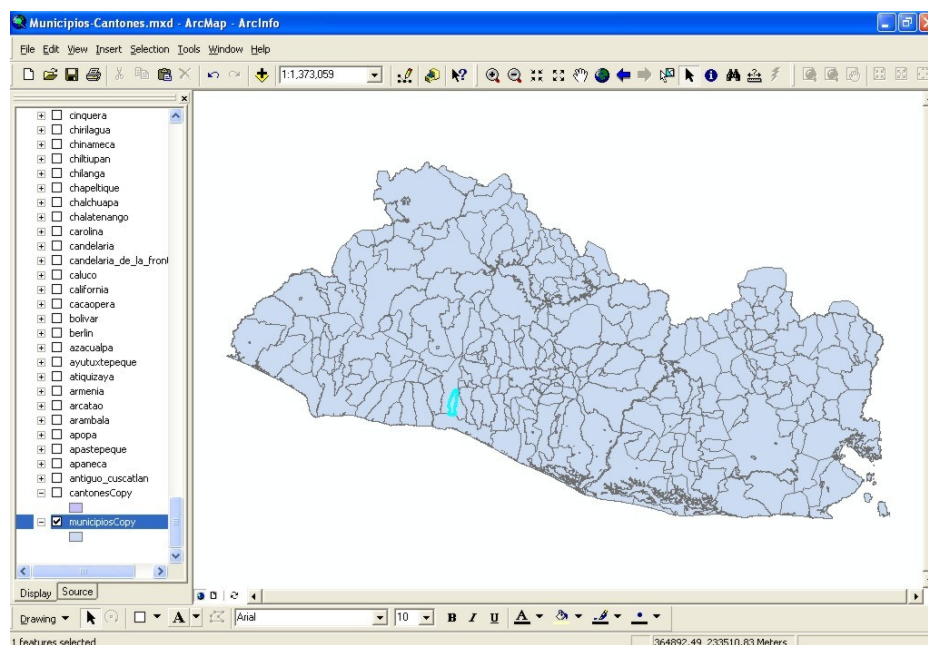 Municipios-Cantones.mxd - ArcMap - ArcInfo
File Edit View Insert Selection Tools Window Help
1:1,373,059
cinquera
chirilagua
chinameca
chiltiupan
chilanga
chapeltique
chalchuapa
chalatenango
carolina
candelaria
candelaria_de_la_front
caluco
california
cacaopera
bolivar
berlin
azacualpa
ayutuxtepeque
atiquizaya
armenia
arcatao
arambala
apopa
apastepeque
apaneca
antiguo_cuscatlan
cantonesCopy
municipiosCopy
Display Source
Drawing A Arial 10 B I U A
1 features selected 364892.49 233510.83 Meters